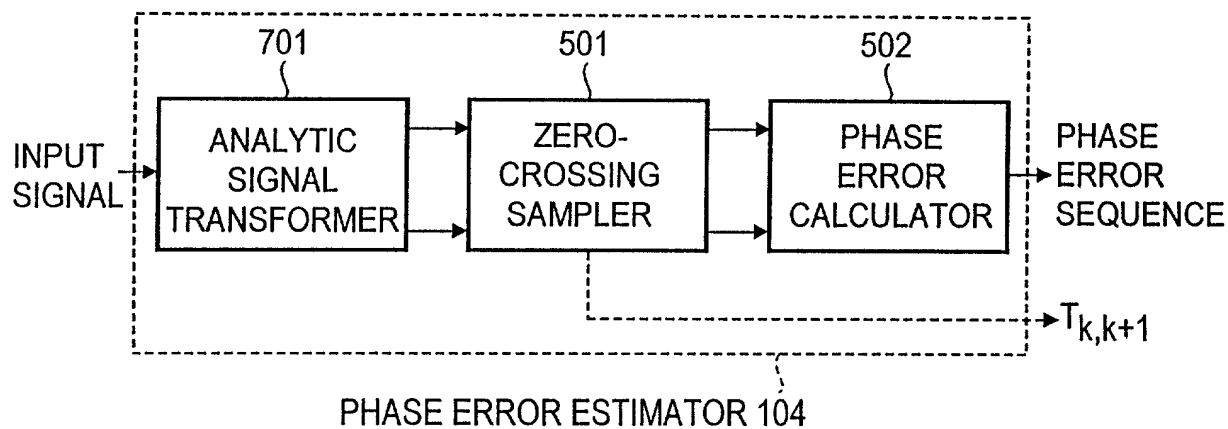 701
501
502
INPUT
SIGNAL
ANALYTIC
SIGNAL
TRANSFORMER
ZERO-
CROSSING
SAMPLER
PHASE
ERROR
CALCULATOR
PHASE
ERROR
SEQUENCE
Tk,k+1
PHASE ERROR ESTIMATOR 104